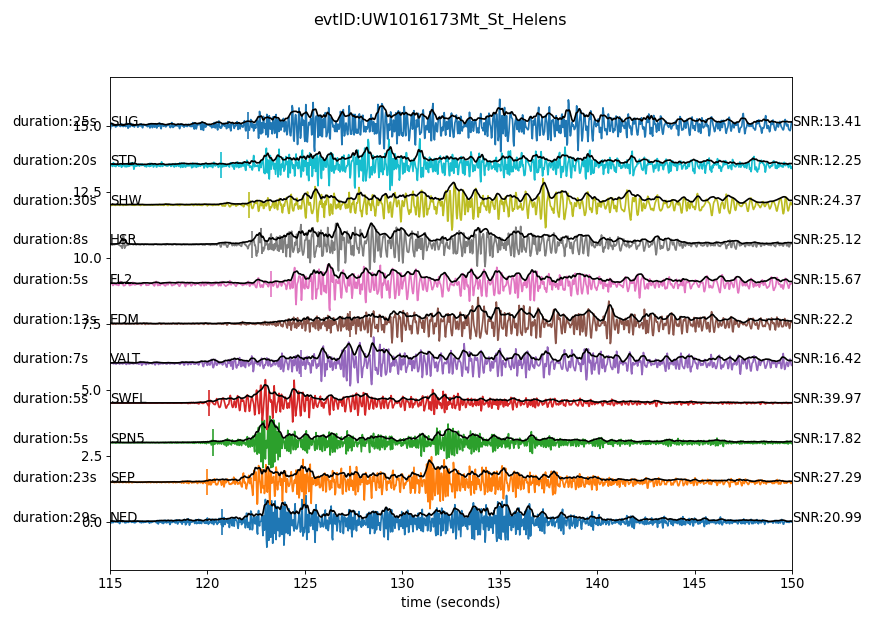 evtID:UW1016173Mt_St_Helens
duration:25s SUG SNR:13.41
15.0
duration:20s STD SNR:12.25
12.5
duration:30s SHW SNR:24.37
duration:8s HSR SNR:25.12
10.0
duration:5s FL2 SNR:15.67
duration:13s EDM SNR:22.2
7.5
duration:7s VALT SNR:16.42
5.0
duration:5s SWFL SNR:39.97
duration:5s SPN5 SNR:17.82
2.5
duration:23s SEP SNR:27.29
duration:29s NED SNR:20.99
0.0
115 120 125 130 135 140 145 150
time (seconds)